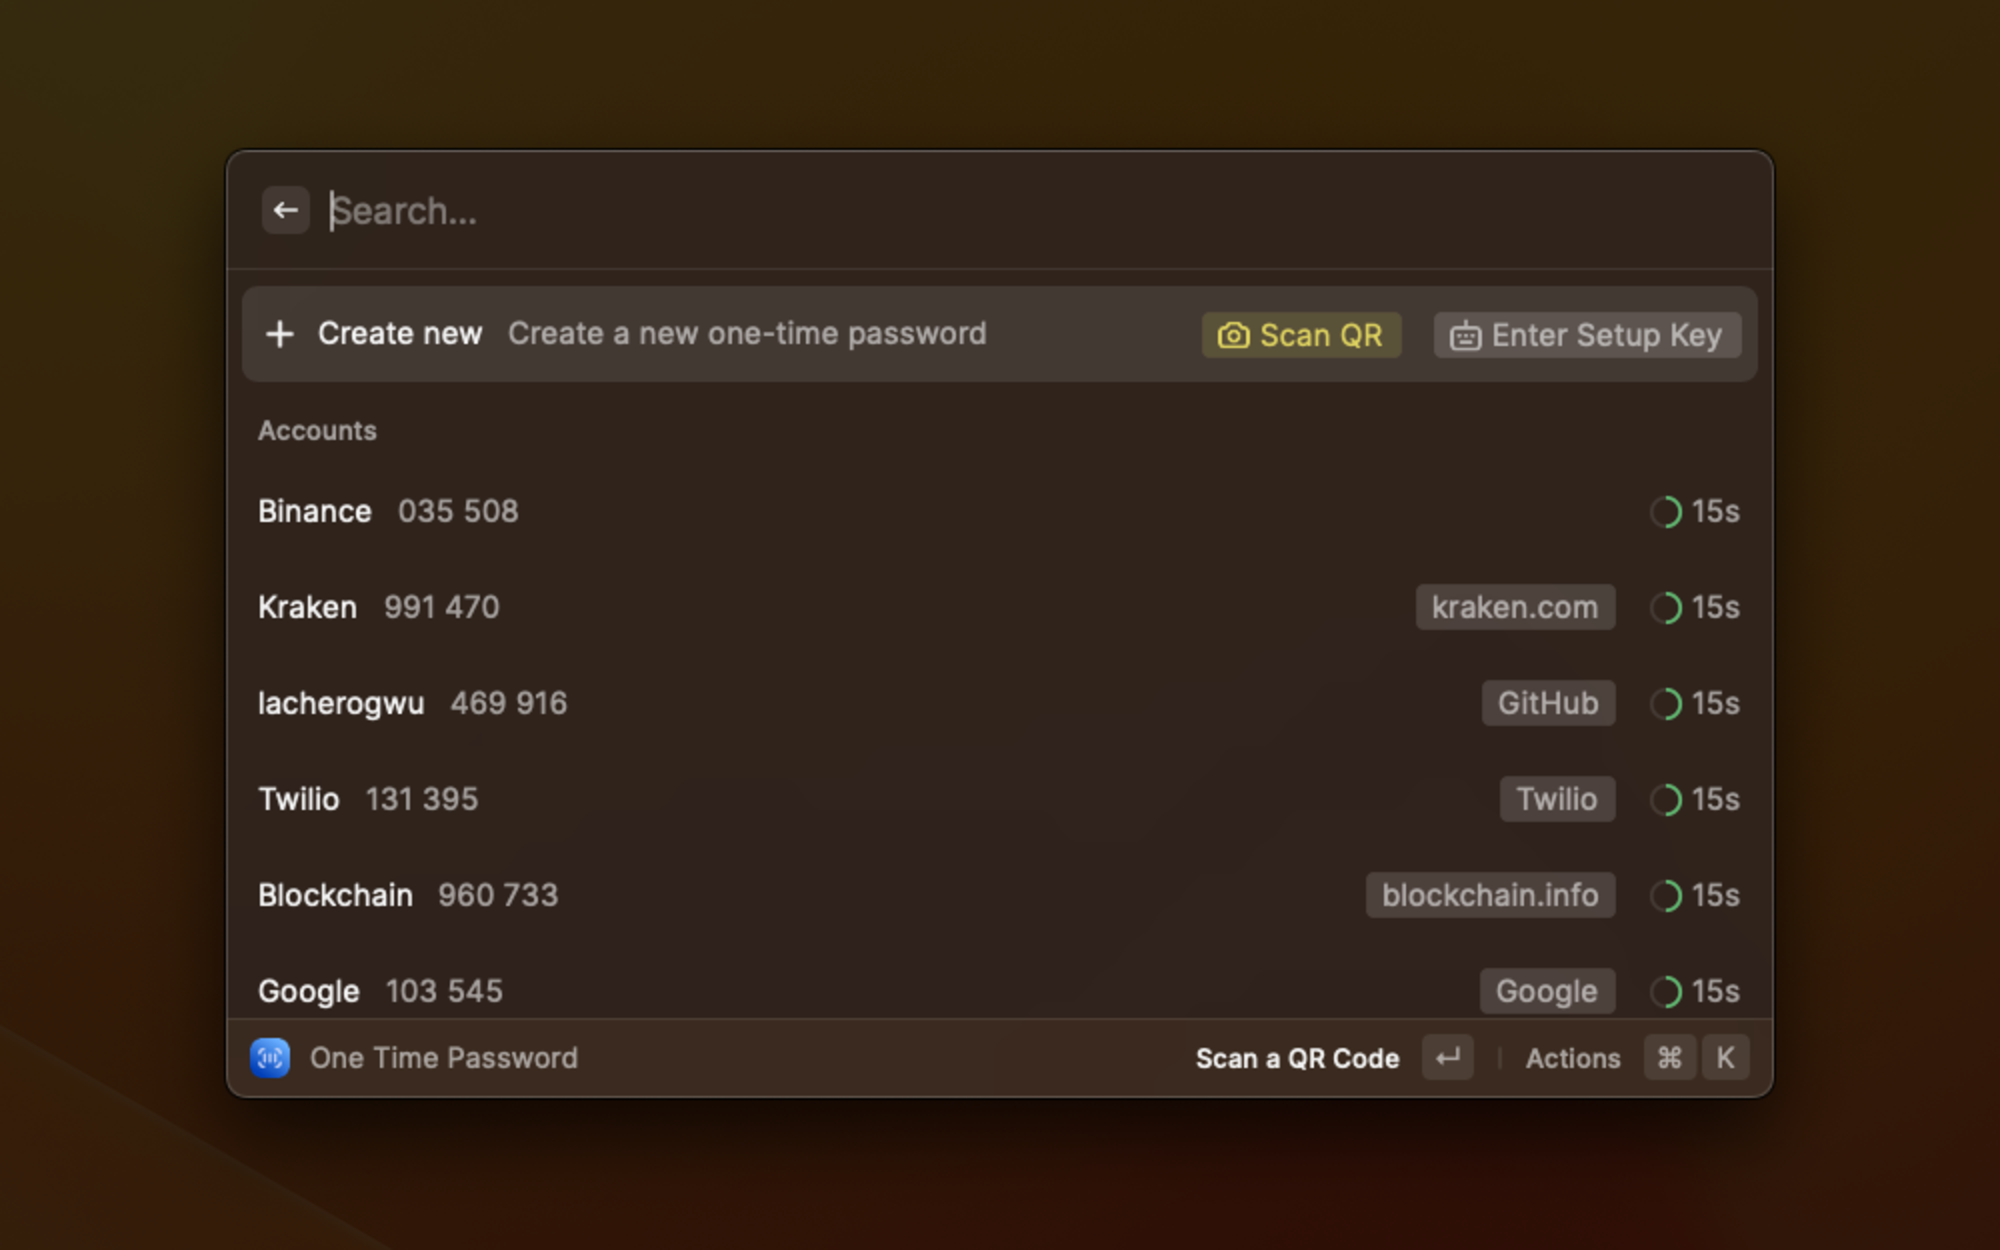 Search...
Create new Create a new one-time password Scan QR Enter Setup Key
Accounts
Binance 035 508 15s
Kraken 991 470 kraken.com 15s
lacherogwu 469 916 GitHub 15s
Twilio 131 395 Twilio 15s
Blockchain 960 733 blockchain.info 15s
Google 103 545 Google 15s
One Time Password Scan a QR Code ↵ Actions ⌘ K